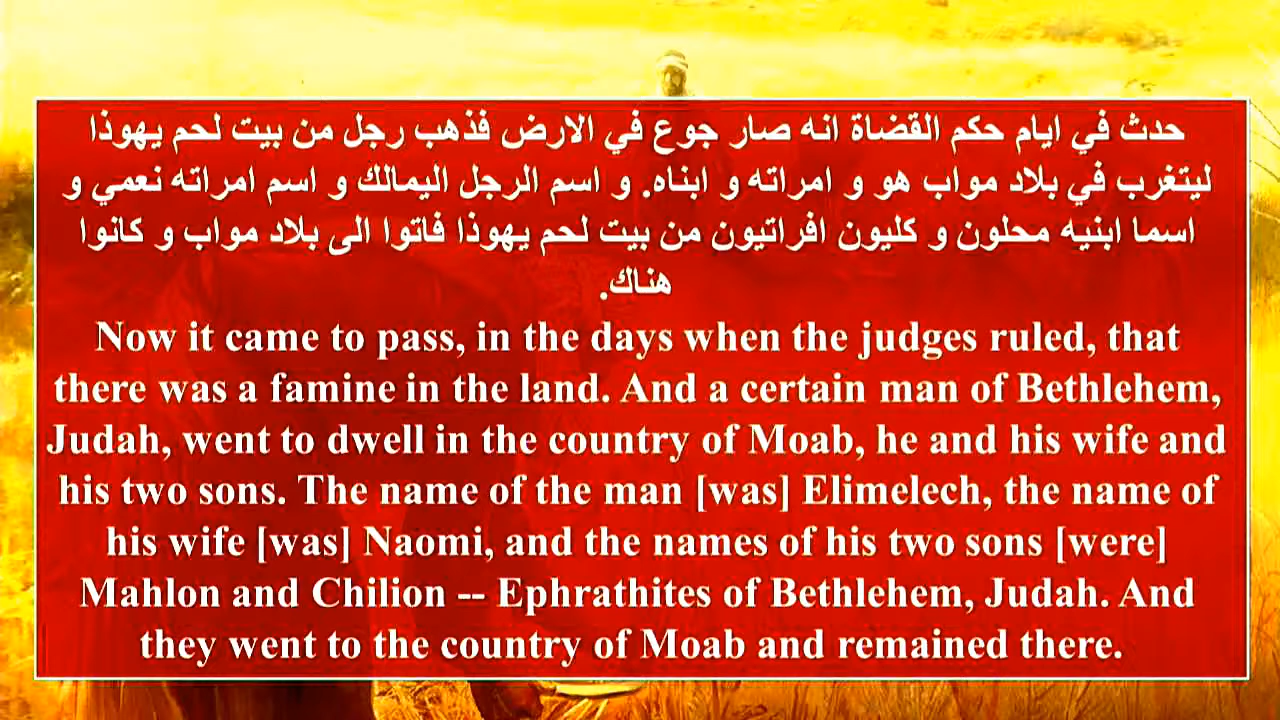 حدث في ايام حكم القضاة انه صار جوع في الارض فذهب رجل من بيت لحم يهوذا
ليتغرب في بلاد مواب هو و امراته و ابناه. و اسم الرجل اليمالك و اسم امراته نعمي و
اسما ابنيه محلون و كليون افراتيون من بيت لحم يهوذا فاتوا الى بلاد مواب و كانوا
هناك.
Now it came to pass, in the days when the judges ruled, that
there was a famine in the land. And a certain man of Bethlehem,
Judah, went to dwell in the country of Moab, he and his wife and
his two sons. The name of the man [was] Elimelech, the name of
his wife [was] Naomi, and the names of his two sons [were]
Mahlon and Chilion -- Ephrathites of Bethlehem, Judah. And
they went to the country of Moab and remained there.